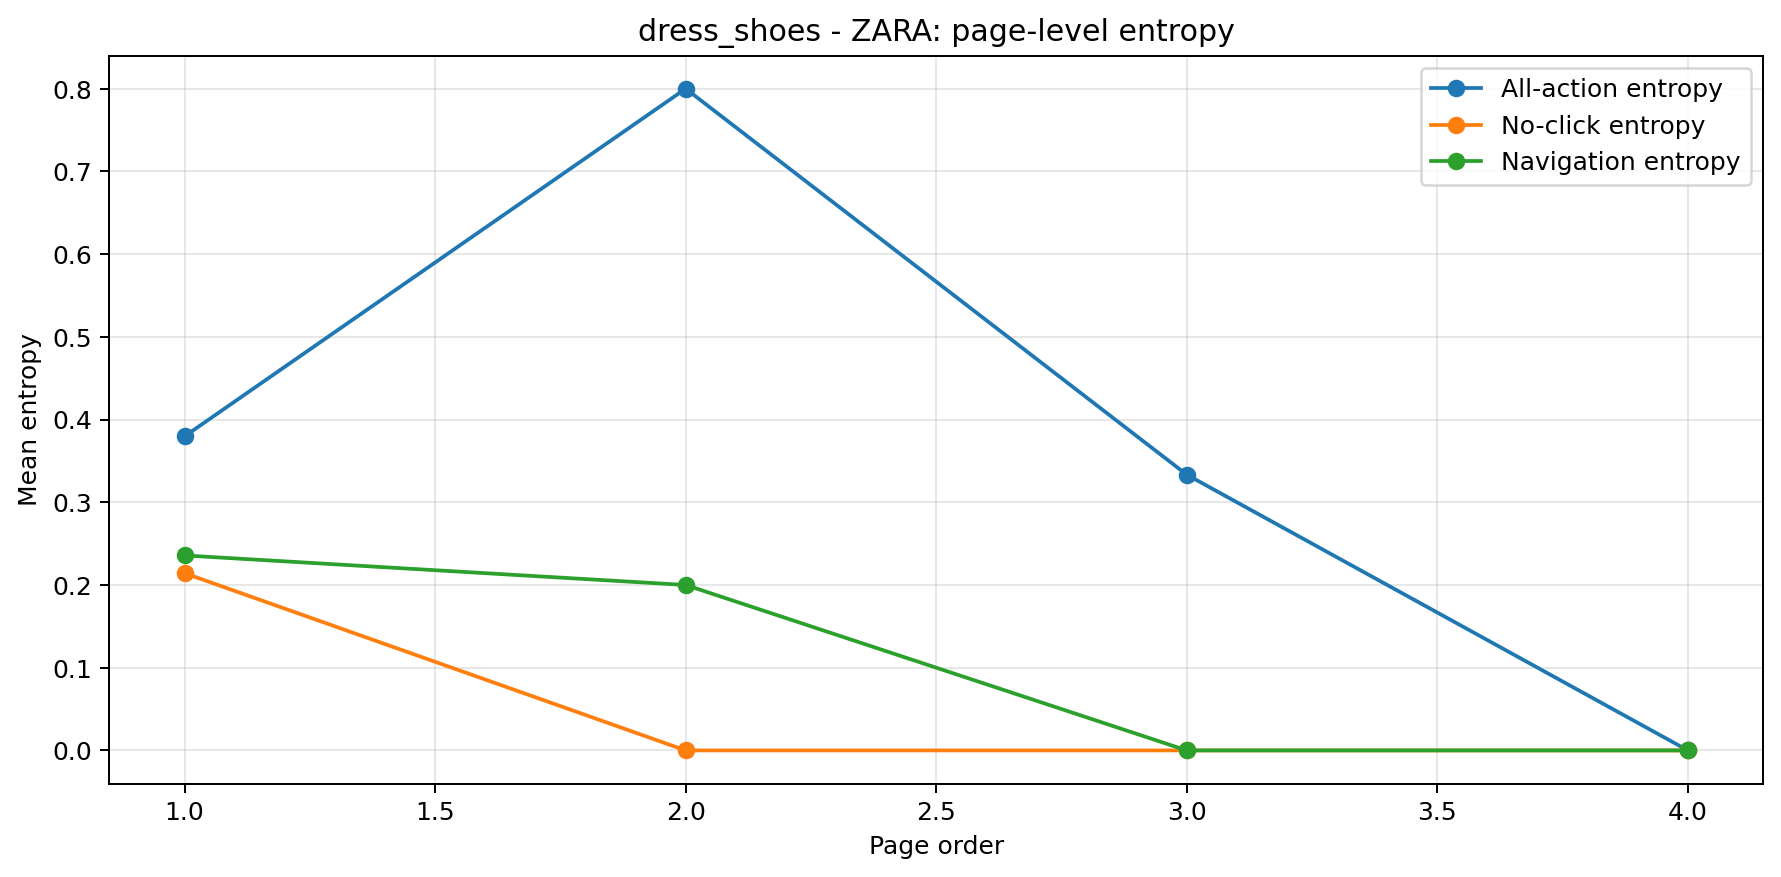 dress_shoes - ZARA: page-level entropy
All-action entropy
No-click entropy
Navigation entropy
Mean entropy
0.8
0.7
0.6
0.5
0.4
0.3
0.2
0.1
0.0
1.0 1.5 2.0 2.5 3.0 3.5 4.0
Page order